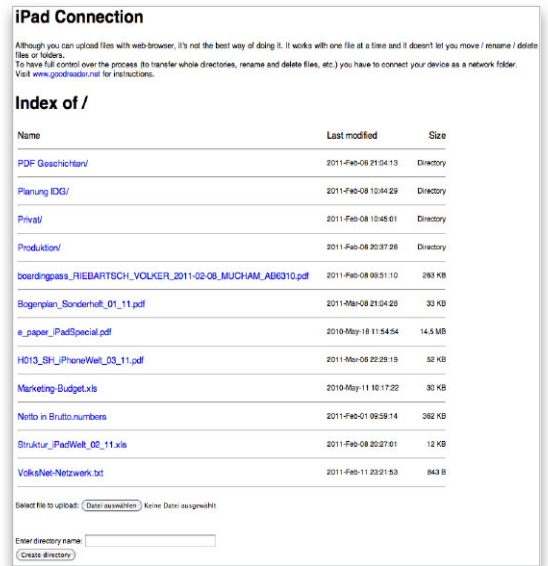 iPad Connection
Although you can upload files with web-browser, it's not the best way of doing it. It works with one file at a time and it doesn't let you move / rename / delete
files or folders.
To have full control over the process (to transfer whole directories, rename and delete files, etc.) you have to connect your device as a network folder.
Visit www.goodreader.net for instructions.
Index of /
Name Last modified Size
PDF Geschichten/ 2011-Feb-06 21:04:13 Directory
Planung IDG/ 2011-Feb-08 10:44:29 Directory
Privat/ 2011-Feb-08 10:45:01 Directory
Produktion/ 2011-Feb-06 20:37:26 Directory
boardingpass_RIEBARTSCH_VOLKER_2011-02-08_MUCHAM_AB6310.pdf 2011-Feb-08 09:51:10 263 KB
Bogenplan_Sonderheft_01_11.pdf 2011-Mar-08 21:04:26 33 KB
e_paper_iPadSpecial.pdf 2010-May-18 11:54:54 14,5 MB
H013_SH_iPhoneWelt_03_11.pdf 2011-Mar-06 22:29:19 52 KB
Marketing-Budget.xls 2010-May-11 10:17:22 30 KB
Netto in Brutto.numbers 2011-Feb-01 09:59:14 362 KB
Struktur_iPadWelt_02_11.xls 2011-Feb-08 20:27:01 12 KB
VolksNet-Netzwerk.txt 2011-Feb-11 22:21:53 843 B
Select file to upload: Datei auswählen Keine Datei ausgewählt
Enter directory name:
Create directory